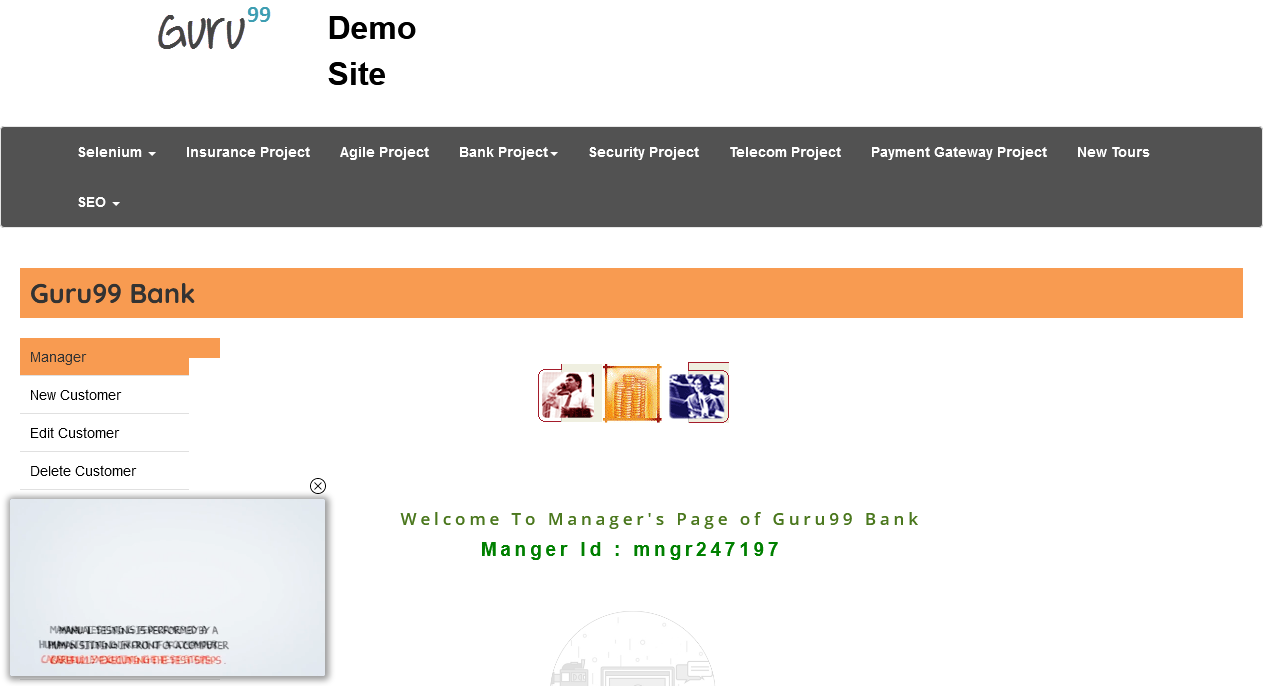 Guru99
Demo
Site
Selenium
Insurance Project
Agile Project
Bank Project
Security Project
Telecom Project
Payment Gateway Project
New Tours
SEO
Guru99 Bank
Manager
New Customer
Edit Customer
Delete Customer
Welcome To Manager's Page of Guru99 Bank
Manger Id : mngr247197
MANUAL TESTING IS PERFORMED BY A
HUMAN SITTING IN FRONT OF A COMPUTER
CAREFULLY EXECUTING THE TEST STEPS.